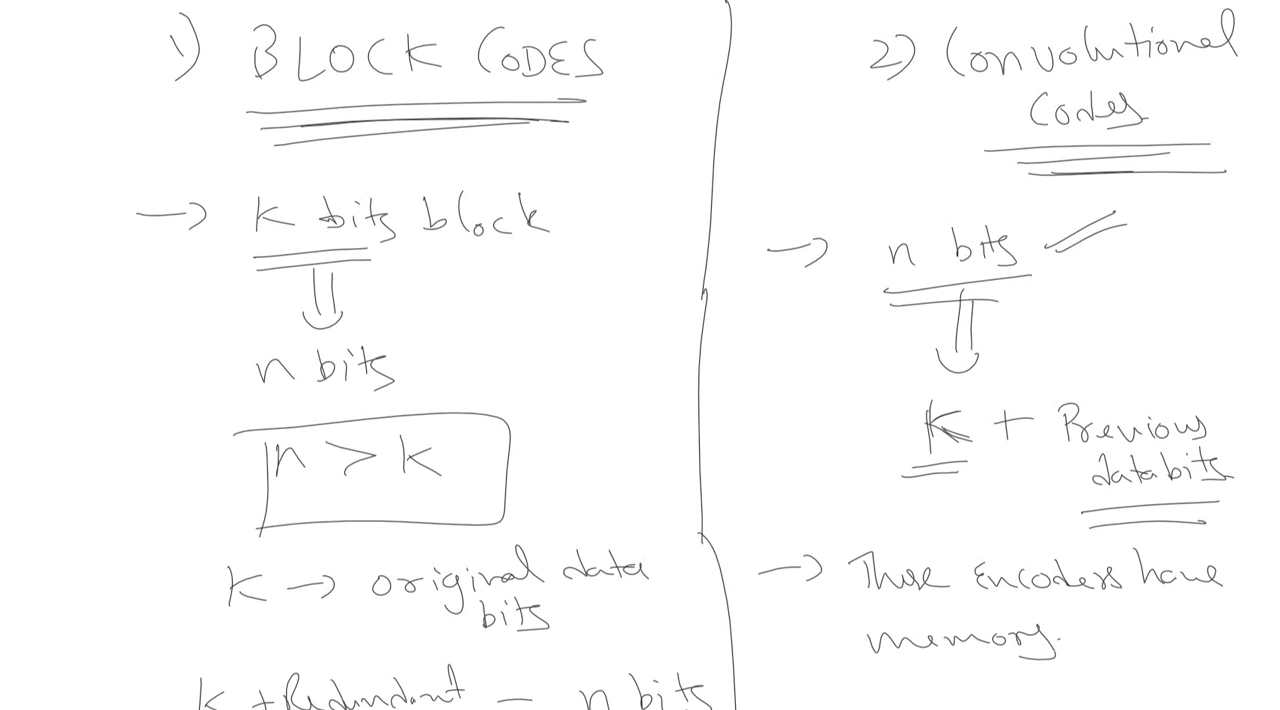 1) BLOCK CODES
→ k bits block
n bits
n > k
k → original data
bits
k + Redundant — n bits
2) Convolutional
Codes
→ n bits
k + Previous
data bits
→ These Encoders have
memory.